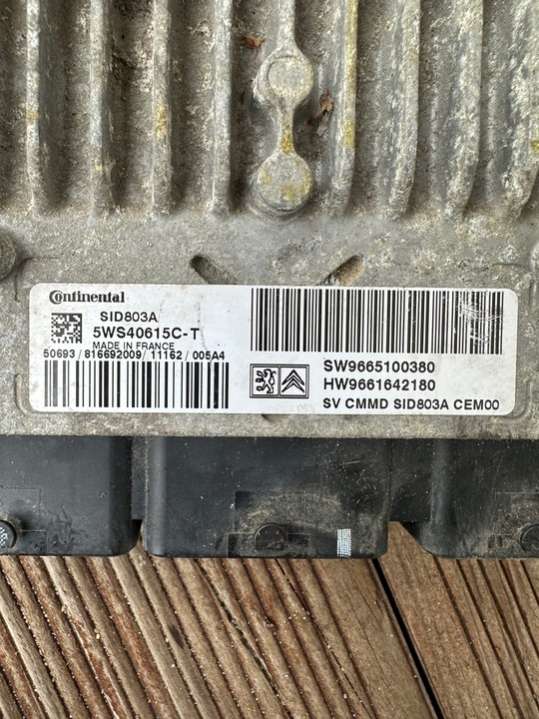 Continental
SID803A
5WS40615C-T
MADE IN FRANCE
50693 / 816692009 / 11162 / 005A4
SW9665100380
HW9661642180
SV CMMD SID803A CEM00